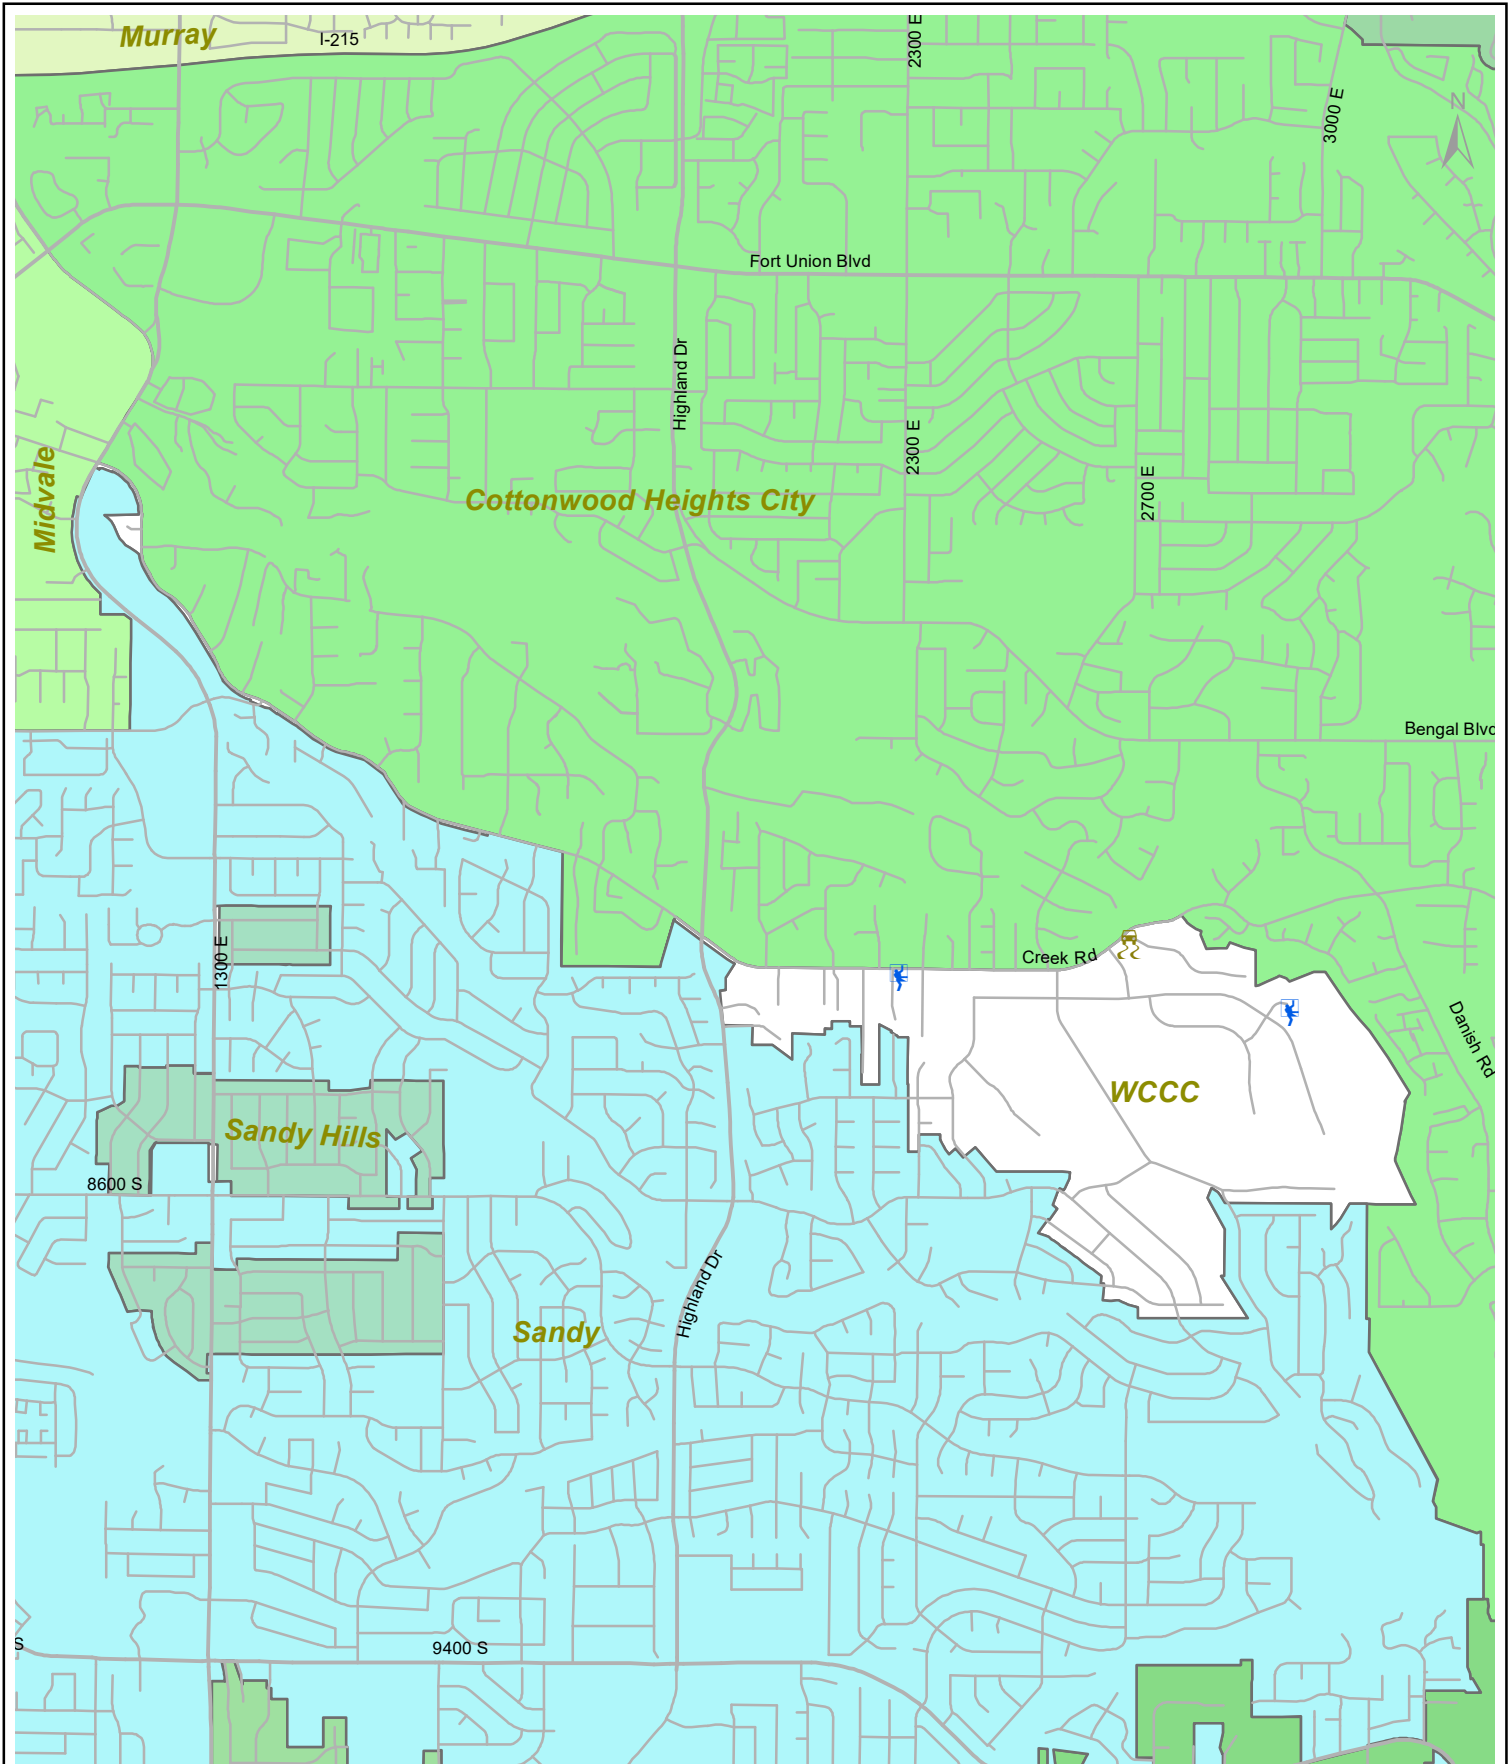 Murray
I-215
2300 E
3000 E
N
Fort Union Blvd
Highland Dr
2300 E
2700 E
Midvale
Cottonwood Heights City
Bengal Blvd
1300 E
Creek Rd
Danish Rd
WCCC
Sandy Hills
8600 S
Highland Dr
Sandy
S
9400 S